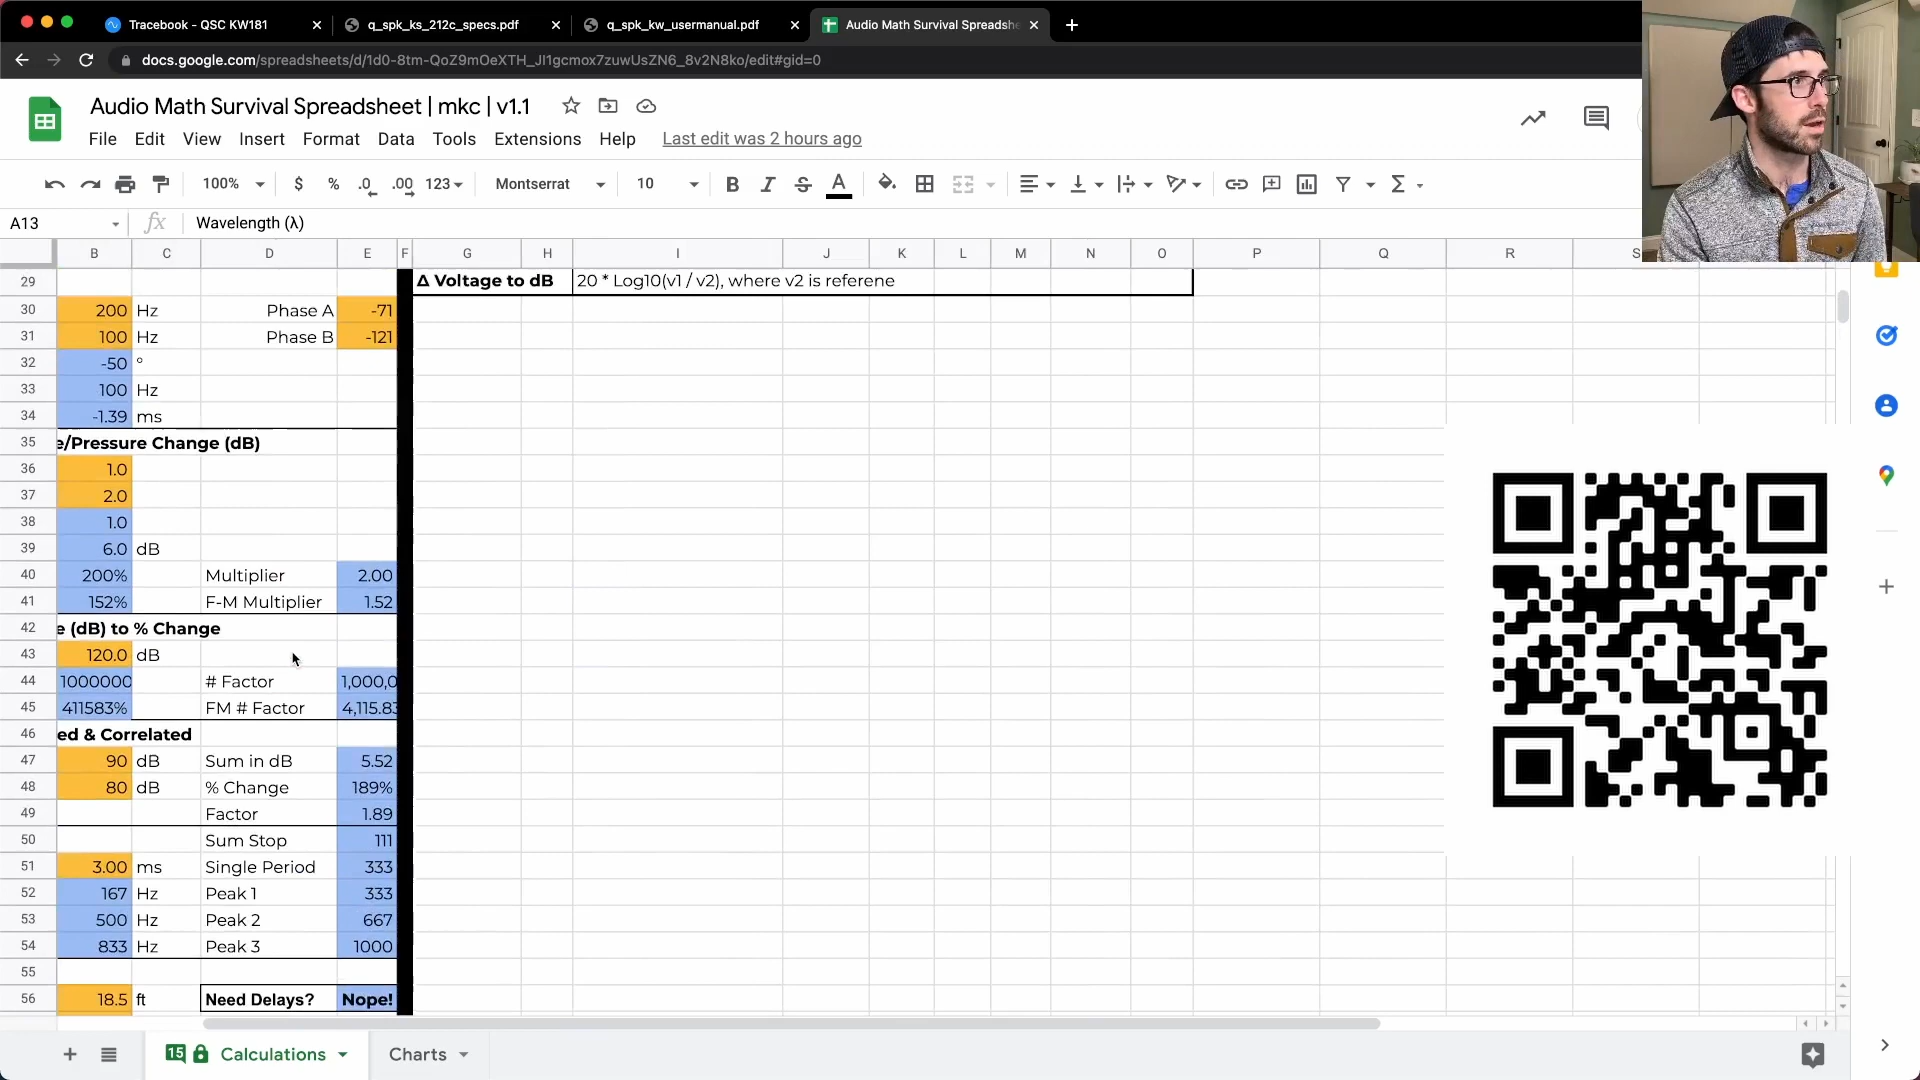 Tracebook - QSC KW181
q_spk_ks_212c_specs.pdf
q_spk_kw_usermanual.pdf
Audio Math Survival Spreadshe
docs.google.com/spreadsheets/d/1d0-8tm-QoZ9mOeXTH_JI1gcmox7zuwUsZN6_8v2N8ko/edit#gid=0
Audio Math Survival Spreadsheet | mkc | v1.1
File Edit View Insert Format Data Tools Extensions Help Last edit was 2 hours ago
100% $ % .0 .00 123 Montserrat 10 B I S A
A13 fx Wavelength (λ)
B C D E F G H I J K L M N O P Q R S
29 Δ Voltage to dB 20 * Log10(v1 / v2), where v2 is referene
30 200 Hz Phase A -71
31 100 Hz Phase B -121
32 -50 °
33 100 Hz
34 -1.39 ms
35 e/Pressure Change (dB)
36 1.0
37 2.0
38 1.0
39 6.0 dB
40 200% Multiplier 2.00
41 152% F-M Multiplier 1.52
42 e (dB) to % Change
43 120.0 dB
44 1000000 # Factor 1,000,0
45 411583% FM # Factor 4,115.83
46 ed & Correlated
47 90 dB Sum in dB 5.52
48 80 dB % Change 189%
49 Factor 1.89
50 Sum Stop 111
51 3.00 ms Single Period 333
52 167 Hz Peak 1 333
53 500 Hz Peak 2 667
54 833 Hz Peak 3 1000
55
56 18.5 ft Need Delays? Nope!
15 Calculations Charts